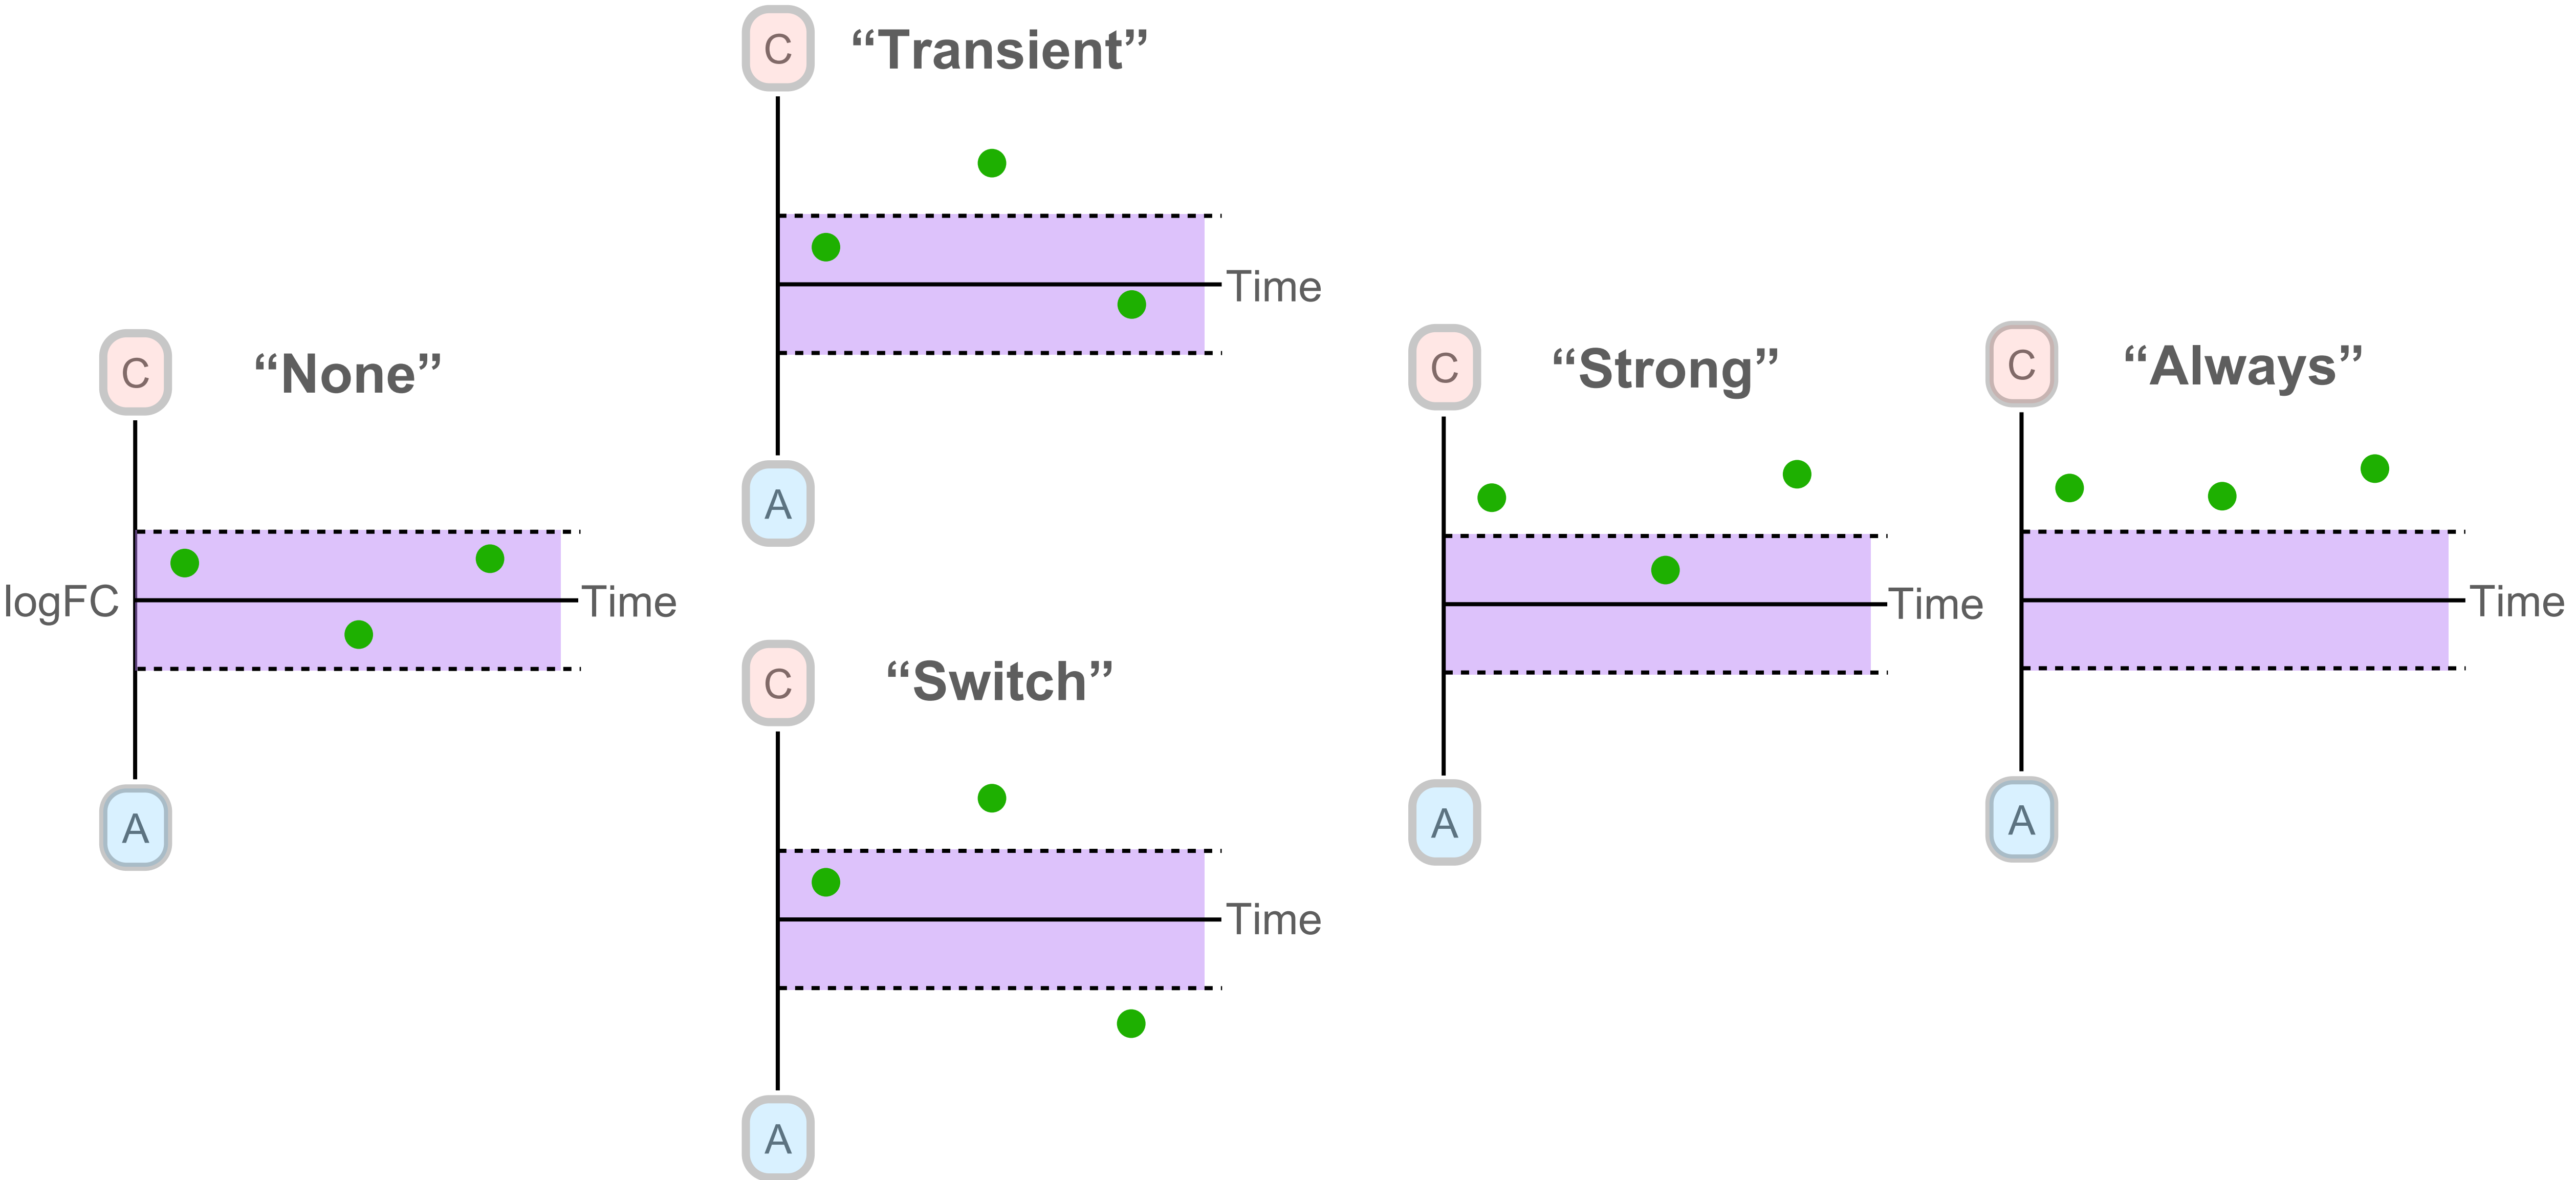 C
“None”
logFC
Time
A
C
“Transient”
Time
A
C
“Switch”
Time
A
C
“Strong”
Time
A
C
“Always”
Time
A